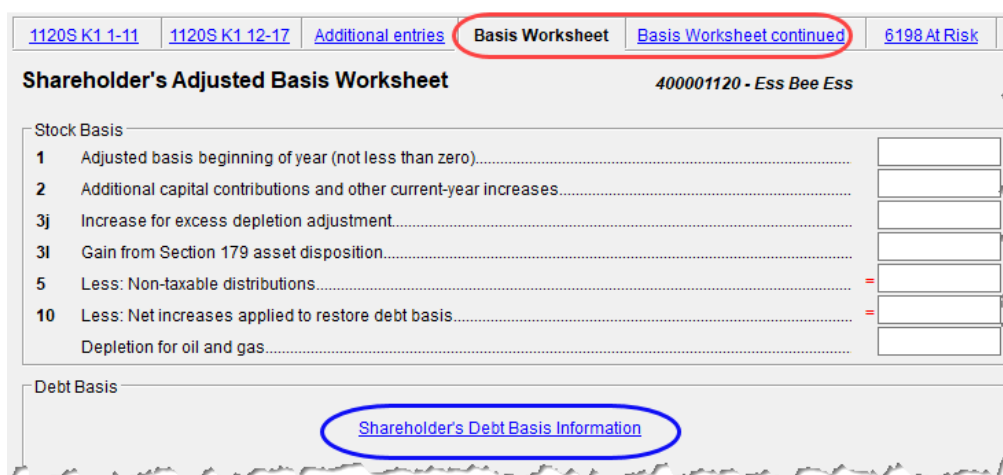 1120S K1 1-11 1120S K1 12-17 Additional entries Basis Worksheet Basis Worksheet continued 6198 At Risk
Shareholder's Adjusted Basis Worksheet 400001120 - Ess Bee Ess
Stock Basis
1 Adjusted basis beginning of year (not less than zero)
2 Additional capital contributions and other current-year increases
3j Increase for excess depletion adjustment
3l Gain from Section 179 asset disposition
5 Less: Non-taxable distributions =
10 Less: Net increases applied to restore debt basis =
Depletion for oil and gas
Debt Basis
Shareholder's Debt Basis Information